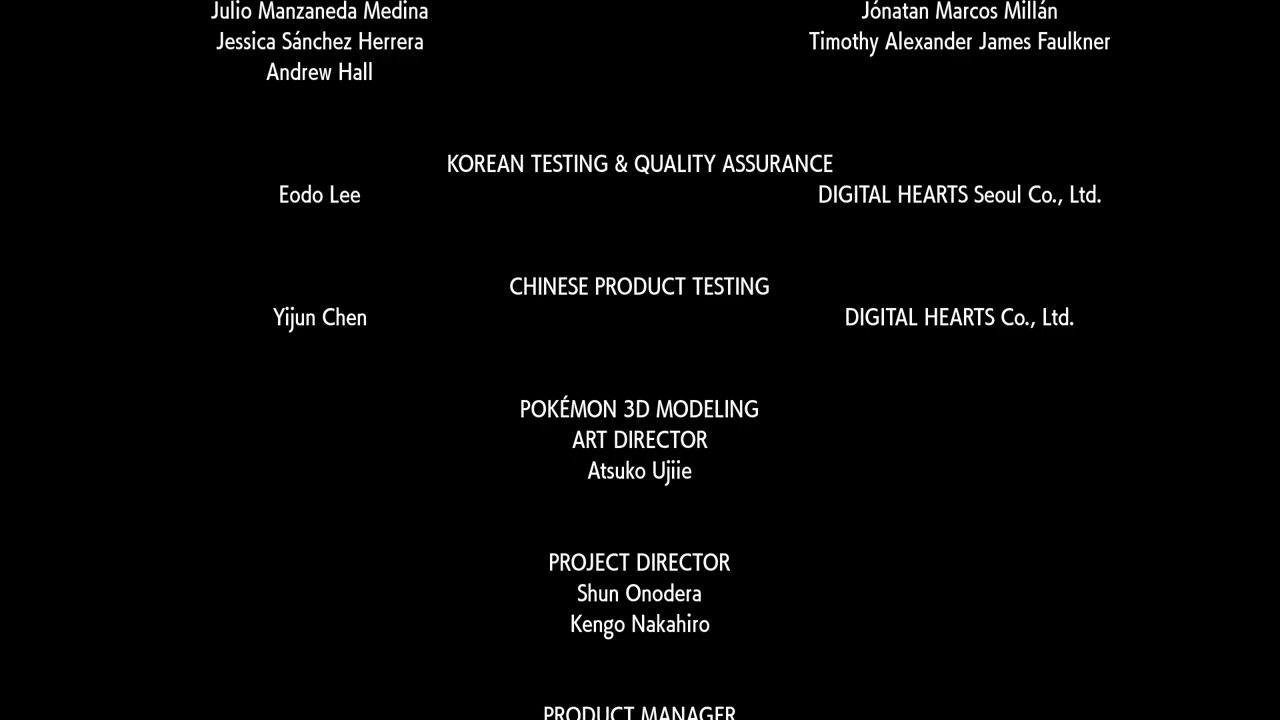 Julio Manzaneda Medina Jónatan Marcos Millán
Jessica Sánchez Herrera Timothy Alexander James Faulkner
Andrew Hall
KOREAN TESTING & QUALITY ASSURANCE
Eodo Lee DIGITAL HEARTS Seoul Co., Ltd.
CHINESE PRODUCT TESTING
Yijun Chen DIGITAL HEARTS Co., Ltd.
POKÉMON 3D MODELING
ART DIRECTOR
Atsuko Ujiie
PROJECT DIRECTOR
Shun Onodera
Kengo Nakahiro
PRODUCT MANAGER